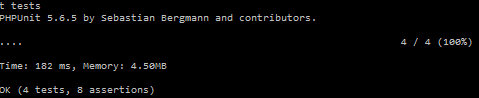 t tests
PHPUnit 5.6.5 by Sebastian Bergmann and contributors.
.... 4 / 4 (100%)
Time: 182 ms, Memory: 4.50MB
OK (4 tests, 8 assertions)